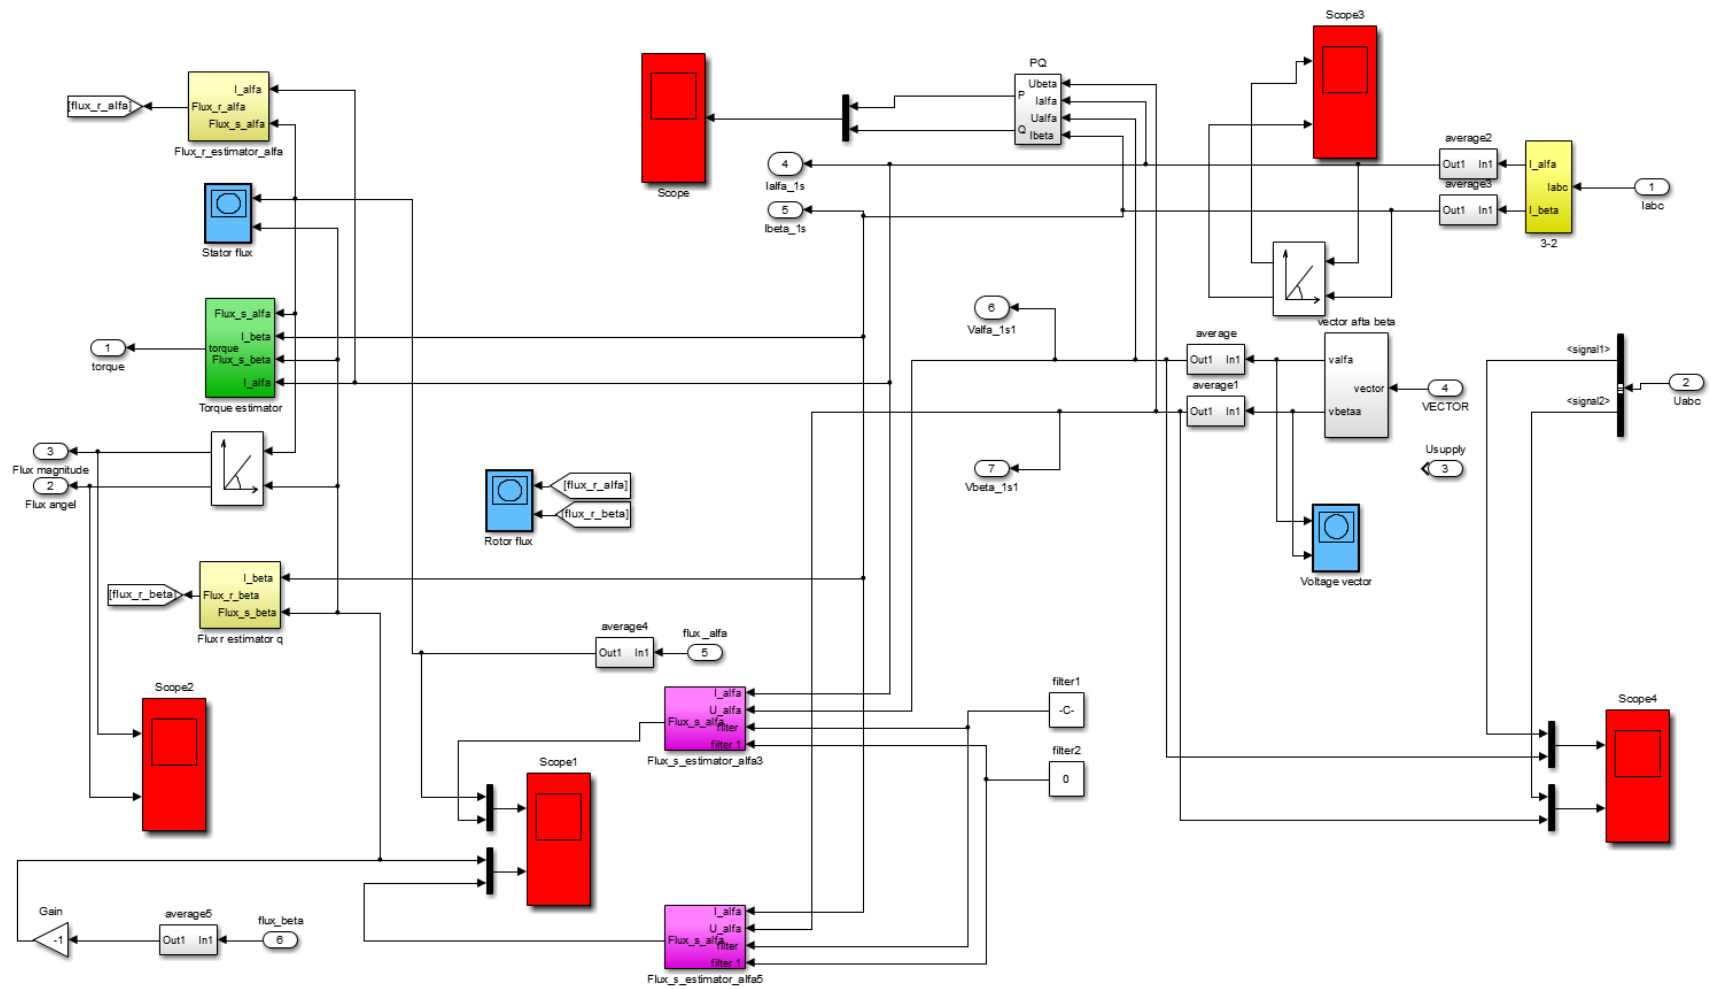 Scope3
PQ
Ubeta
P
Ialfa
Ualfa
Q
Ibeta
I_alfa
Flux_r_alfa
Flux_s_alfa
[flux_r_alfa]
Flux_r_estimator_alfa
Scope
4
Ialfa_1s
5
Ibeta_1s
average2
Out1 In1
average3
Out1 In1
I_alfa
Iabc
I_beta
3-2
1
Iabc
Stator flux
Flux_s_alfa
I_beta
torque
Flux_s_beta
I_alfa
Torque estimator
1
torque
6
Valfa_1s1
vector afta beta
average
Out1 In1
average1
Out1 In1
valfa
vector
vbetaa
4
VECTOR
<signal1>
<signal2>
2
Uabc
Usupply
3
3
Flux magnitude
2
Flux angel
[flux_r_alfa]
[flux_r_beta]
Rotor flux
7
Vbeta_1s1
Voltage vector
I_beta
Flux_r_beta
Flux_s_beta
[flux_r_beta]
Flux r estimator q
average4
Out1 In1
flux_alfa
5
Scope2
I_alfa
U_alfa
Flux_s_alfa
filter
filter 1
Flux_s_estimator_alfa3
filter1
-C-
filter2
0
Scope4
Scope1
Gain
-1
average5
Out1 In1
flux_beta
6
I_alfa
U_alfa
Flux_s_alfa
filter
filter 1
Flux_s_estimator_alfa5